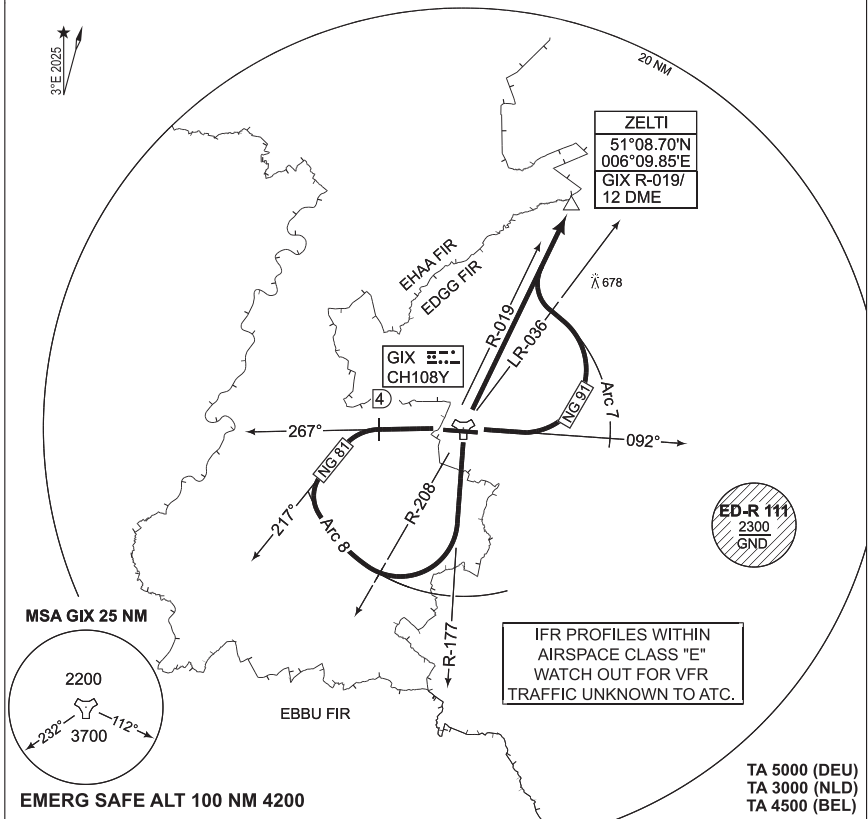 3°E 2025
20 NM
ZELTI
51°08.70'N
006°09.85'E
GIX R-019/
12 DME
EHAA FIR
EDGG FIR
678
R-019
LR-036
GIX
CH108Y
4
Arc 7
NG 91
267°
092°
NG 81
217°
R-208
Arc 8
ED-R 111
2300
GND
R-177
MSA GIX 25 NM
2200
232°
112°
3700
EBBU FIR
IFR PROFILES WITHIN
AIRSPACE CLASS "E"
WATCH OUT FOR VFR
TRAFFIC UNKNOWN TO ATC.
EMERG SAFE ALT 100 NM 4200
TA 5000 (DEU)
TA 3000 (NLD)
TA 4500 (BEL)